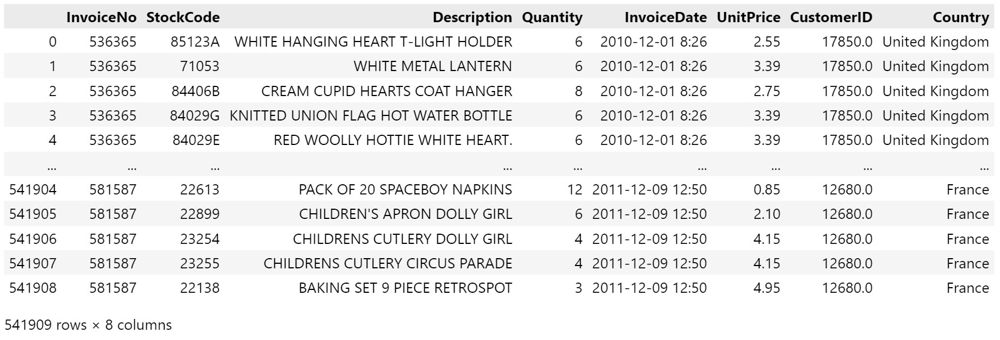 InvoiceNo StockCode Description Quantity InvoiceDate UnitPrice CustomerID Country
0 536365 85123A WHITE HANGING HEART T-LIGHT HOLDER 6 2010-12-01 8:26 2.55 17850.0 United Kingdom
1 536365 71053 WHITE METAL LANTERN 6 2010-12-01 8:26 3.39 17850.0 United Kingdom
2 536365 84406B CREAM CUPID HEARTS COAT HANGER 8 2010-12-01 8:26 2.75 17850.0 United Kingdom
3 536365 84029G KNITTED UNION FLAG HOT WATER BOTTLE 6 2010-12-01 8:26 3.39 17850.0 United Kingdom
4 536365 84029E RED WOOLLY HOTTIE WHITE HEART. 6 2010-12-01 8:26 3.39 17850.0 United Kingdom
... ... ... ... ... ... ... ... ...
541904 581587 22613 PACK OF 20 SPACEBOY NAPKINS 12 2011-12-09 12:50 0.85 12680.0 France
541905 581587 22899 CHILDREN'S APRON DOLLY GIRL 6 2011-12-09 12:50 2.10 12680.0 France
541906 581587 23254 CHILDRENS CUTLERY DOLLY GIRL 4 2011-12-09 12:50 4.15 12680.0 France
541907 581587 23255 CHILDRENS CUTLERY CIRCUS PARADE 4 2011-12-09 12:50 4.15 12680.0 France
541908 581587 22138 BAKING SET 9 PIECE RETROSPOT 3 2011-12-09 12:50 4.95 12680.0 France
541909 rows × 8 columns